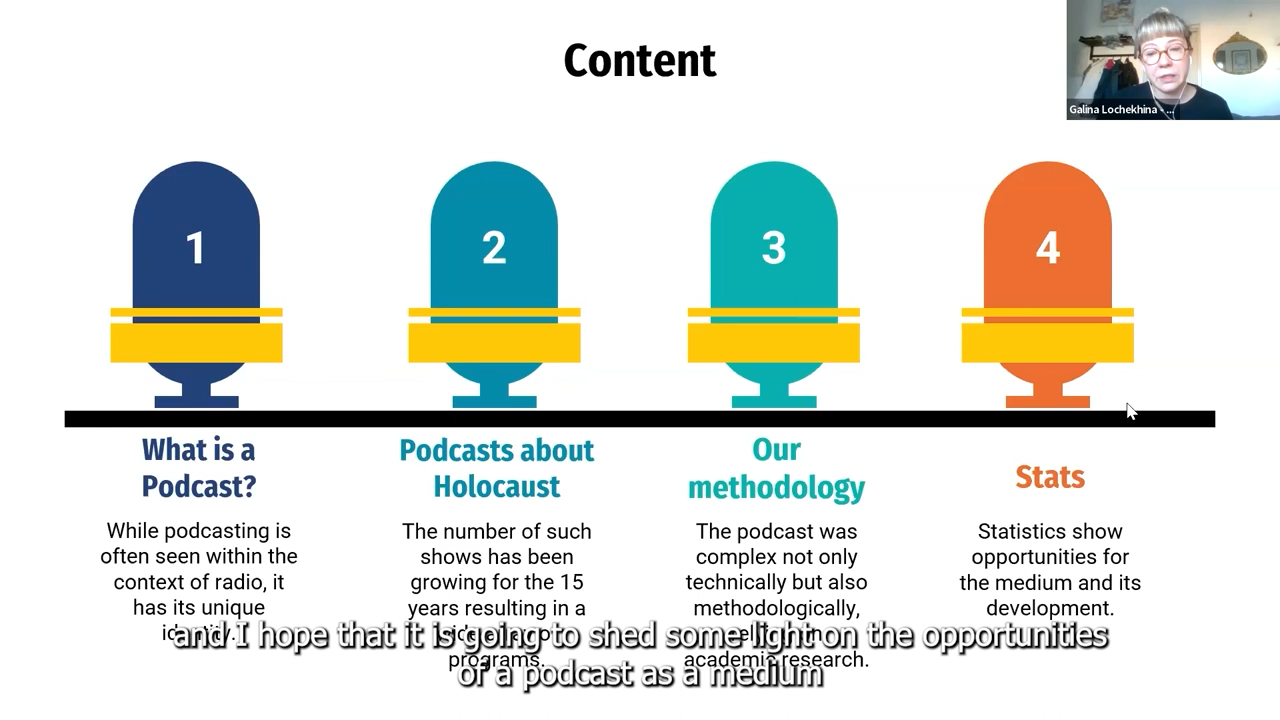 Content
Galina Lochekhina - ...
1
2
3
4
What is a
Podcast?
While podcasting is
often seen within the
context of radio, it
has its unique
identity.
Podcasts about
Holocaust
The number of such
shows has been
growing for the 15
years resulting in a
programs.
Our
methodology
The podcast was
complex not only
technically but also
methodologically,
academic research.
Stats
Statistics show
opportunities for
the medium and its
development.
and I hope that it is going to shed some light on the opportunities
of a podcast as a medium